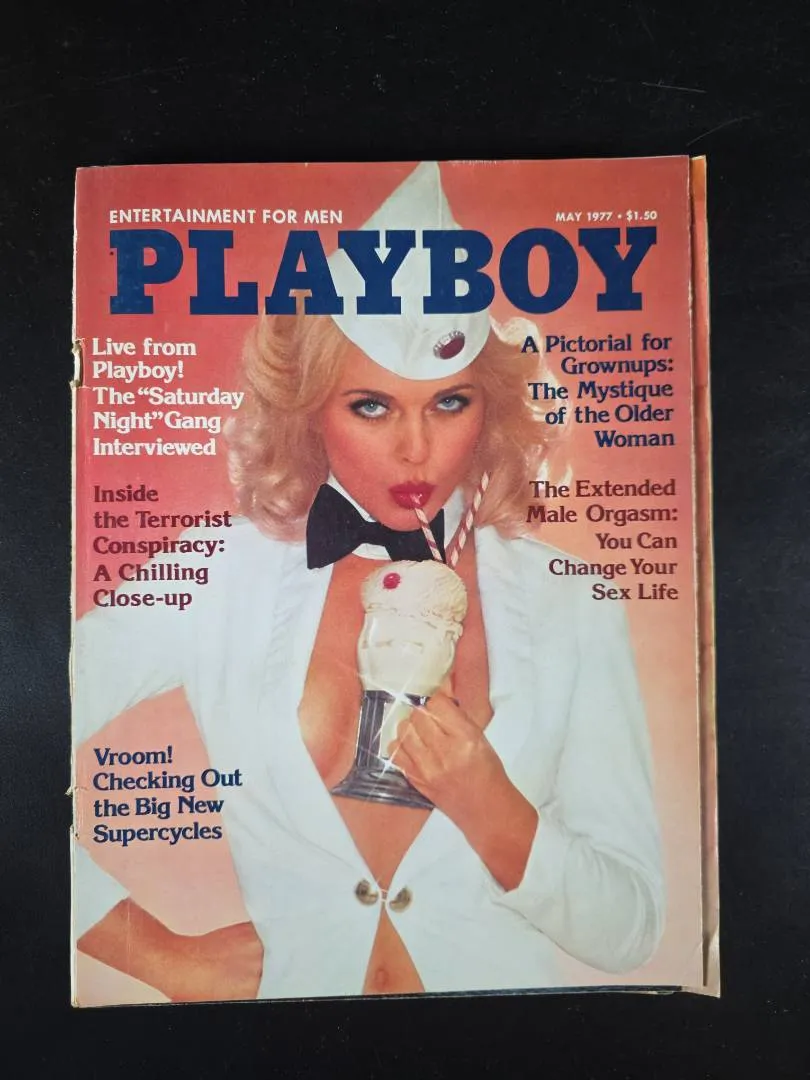 ENTERTAINMENT FOR MEN
MAY 1977 • $1.50
PLAYBOY
Live from
Playboy!
The "Saturday
Night" Gang
Interviewed
Inside
the Terrorist
Conspiracy:
A Chilling
Close-up
Vroom!
Checking Out
the Big New
Supercycles
A Pictorial for
Grownups:
The Mystique
of the Older
Woman
The Extended
Male Orgasm:
You Can
Change Your
Sex Life